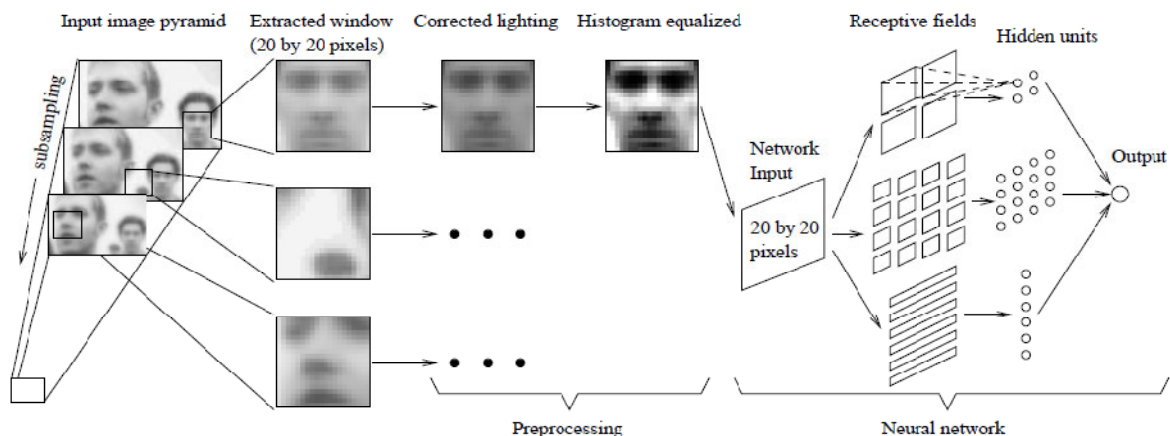 Input image pyramid
Extracted window
(20 by 20 pixels)
Corrected lighting
Histogram equalized
Receptive fields
Hidden units
subsampling
Network
Input
Output
20 by 20
pixels
Preprocessing
Neural network